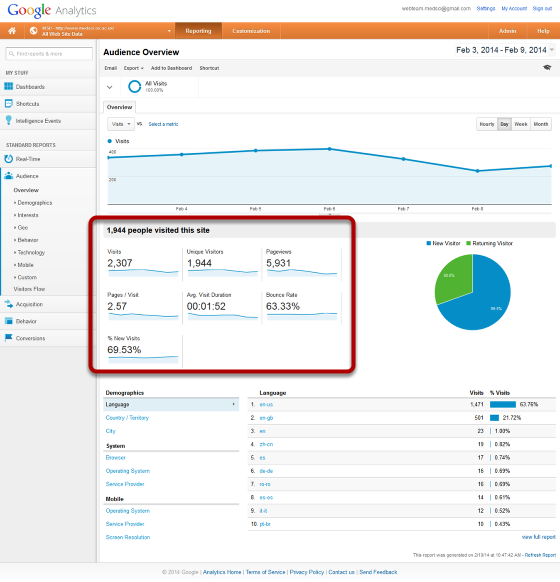 Google Analytics
webteam.medsci@gmail.com Settings My Account Sign out
All Web Site Data
Reporting Customization Admin Help
Find reports & more
Audience Overview
Feb 3, 2014 - Feb 9, 2014
Email Export Add to Dashboard Shortcut
All Visits
100.00%
MY STUFF
Dashboards
Shortcuts
Intelligence Events
STANDARD REPORTS
Real-Time
Audience
Overview
Demographics
Interests
Geo
Behavior
Technology
Mobile
Custom
Visitors Flow
Acquisition
Behavior
Conversions
Overview
Visits VS. Select a metric
Hourly Day Week Month
Visits
400
200
Feb 4 Feb 5 Feb 6 Feb 7 Feb 8
1,944 people visited this site
Visits
2,307
Unique Visitors
1,944
Pageviews
5,931
Pages / Visit
2.57
Avg. Visit Duration
00:01:52
Bounce Rate
63.33%
% New Visits
69.53%
New Visitor Returning Visitor
Demographics
Language
Country / Territory
City
System
Browser
Operating System
Service Provider
Mobile
Operating System
Service Provider
Screen Resolution
Language Visits % Visits
1. en-us 1,471 63.76%
2. en-gb 501 21.72%
3. en 23 1.00%
4. zh-cn 19 0.82%
5. es 17 0.74%
6. de-de 16 0.69%
7. 16 0.69%
8. es-es 14 0.61%
9. it-it 12 0.52%
10. pt-br 10 0.43%
view full report
This report was generated on 2/13/14 at 10:47:42 AM - Refresh Report
© 2014 Google | Analytics Home | Terms of Service | Privacy Policy | Contact us | Send Feedback